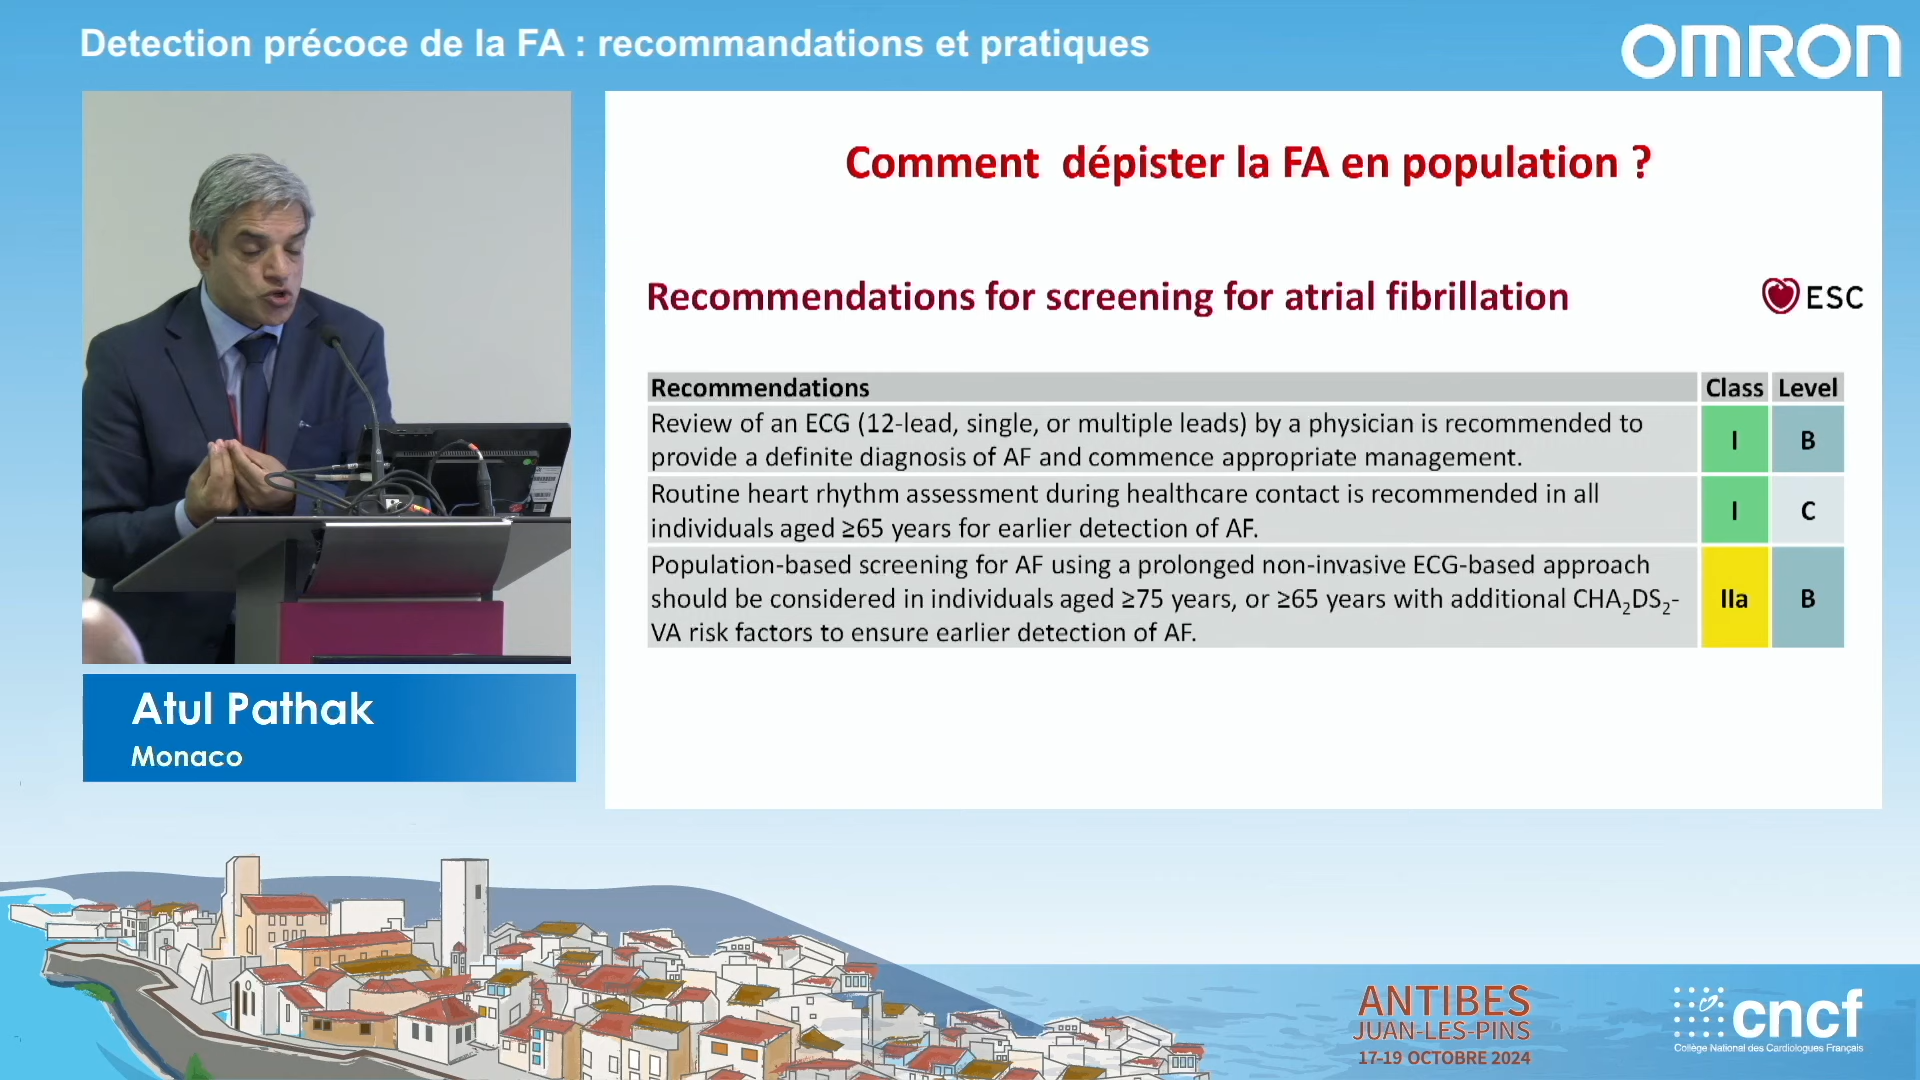 Detection précoce de la FA : recommandations et pratiques
OMRON
Comment dépister la FA en population ?
Recommendations for screening for atrial fibrillation
ESC
Recommendations Class Level
Review of an ECG (12-lead, single, or multiple leads) by a physician is recommended to
provide a definite diagnosis of AF and commence appropriate management.
I B
Routine heart rhythm assessment during healthcare contact is recommended in all
individuals aged ≥65 years for earlier detection of AF.
I C
Population-based screening for AF using a prolonged non-invasive ECG-based approach
should be considered in individuals aged ≥75 years, or ≥65 years with additional CHA₂DS₂-
VA risk factors to ensure earlier detection of AF.
IIa B
Atul Pathak
Monaco
ANTIBES
JUAN-LES-PINS
17-19 OCTOBRE 2024
cncf
Collège National des Cardiologues Français